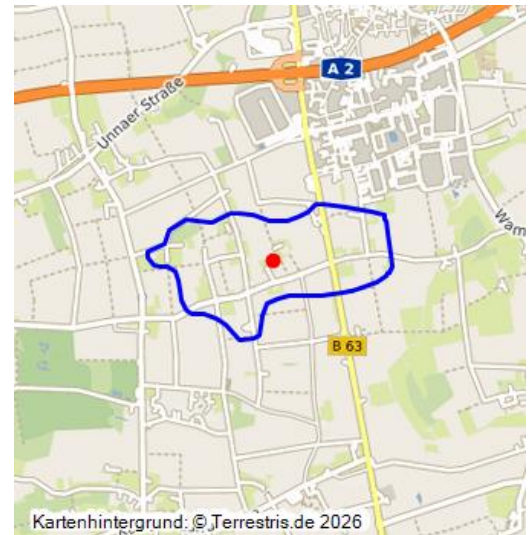 A 2
Unnaer Straße
Wam
B 63
Kartenhintergrund: © Terrestris.de 2026